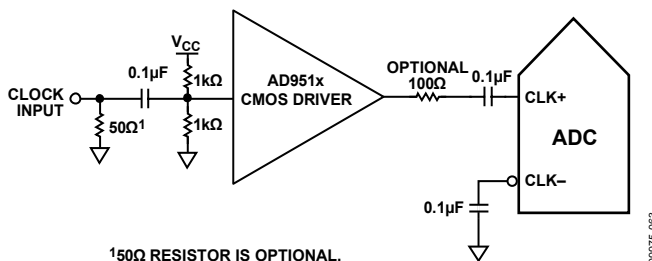 VCC
0.1µF
1kΩ
CLOCK
INPUT
50Ω1
1kΩ
AD951x
CMOS DRIVER
OPTIONAL
100Ω
0.1µF
CLK+
ADC
CLK–
0.1µF
150Ω RESISTOR IS OPTIONAL.